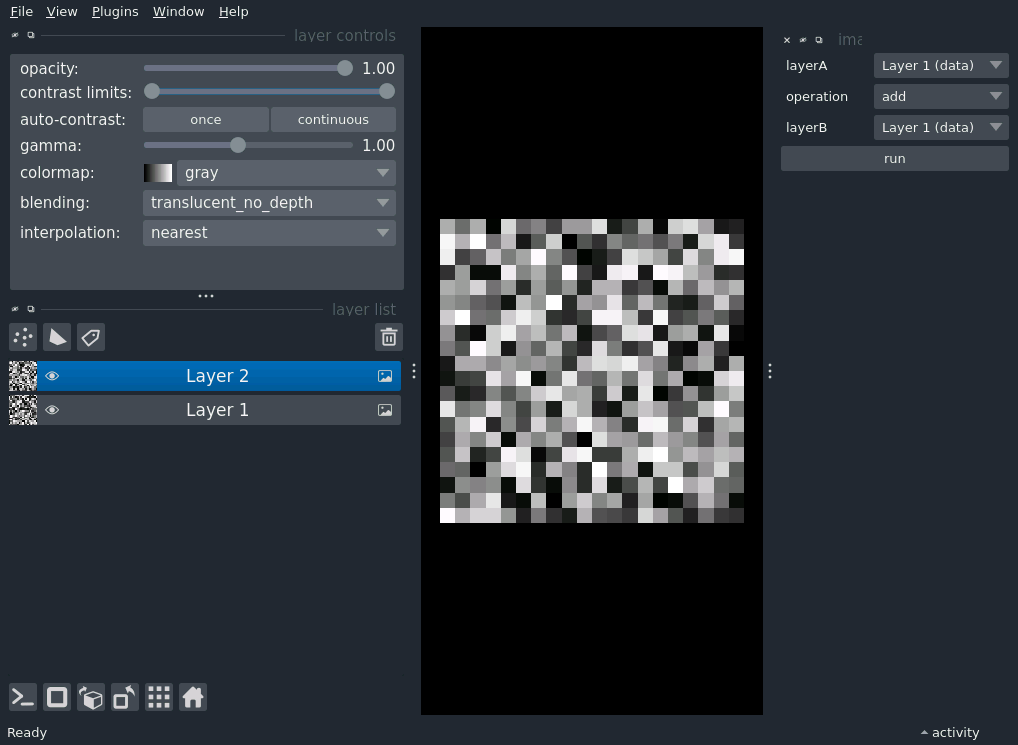 File View Plugins Window Help
layer controls
opacity: 1.00
contrast limits:
auto-contrast: once continuous
gamma: 1.00
colormap: gray
blending: translucent_no_depth
interpolation: nearest
layer list
Layer 2
Layer 1
ima
layerA Layer 1 (data)
operation add
layerB Layer 1 (data)
run
Ready
activity